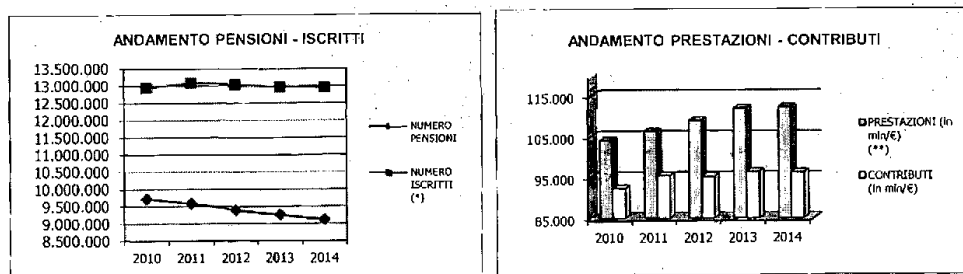 ANDAMENTO PENSIONI - ISCRITTI
13.500.000
13.000.000
12.500.000
12.000.000
11.500.000
11.000.000
10.500.000
10.000.000
9.500.000
9.000.000
8.500.000
2010 2011 2012 2013 2014
NUMERO
PENSIONI
NUMERO
ISCRITTI
(*)
ANDAMENTO PRESTAZIONI - CONTRIBUTI
115.000
105.000
95.000
85.000
2010 2011 2012 2013 2014
PRESTAZIONI (in
mln/€)
(**)
CONTRIBUTI
(in mln/€)